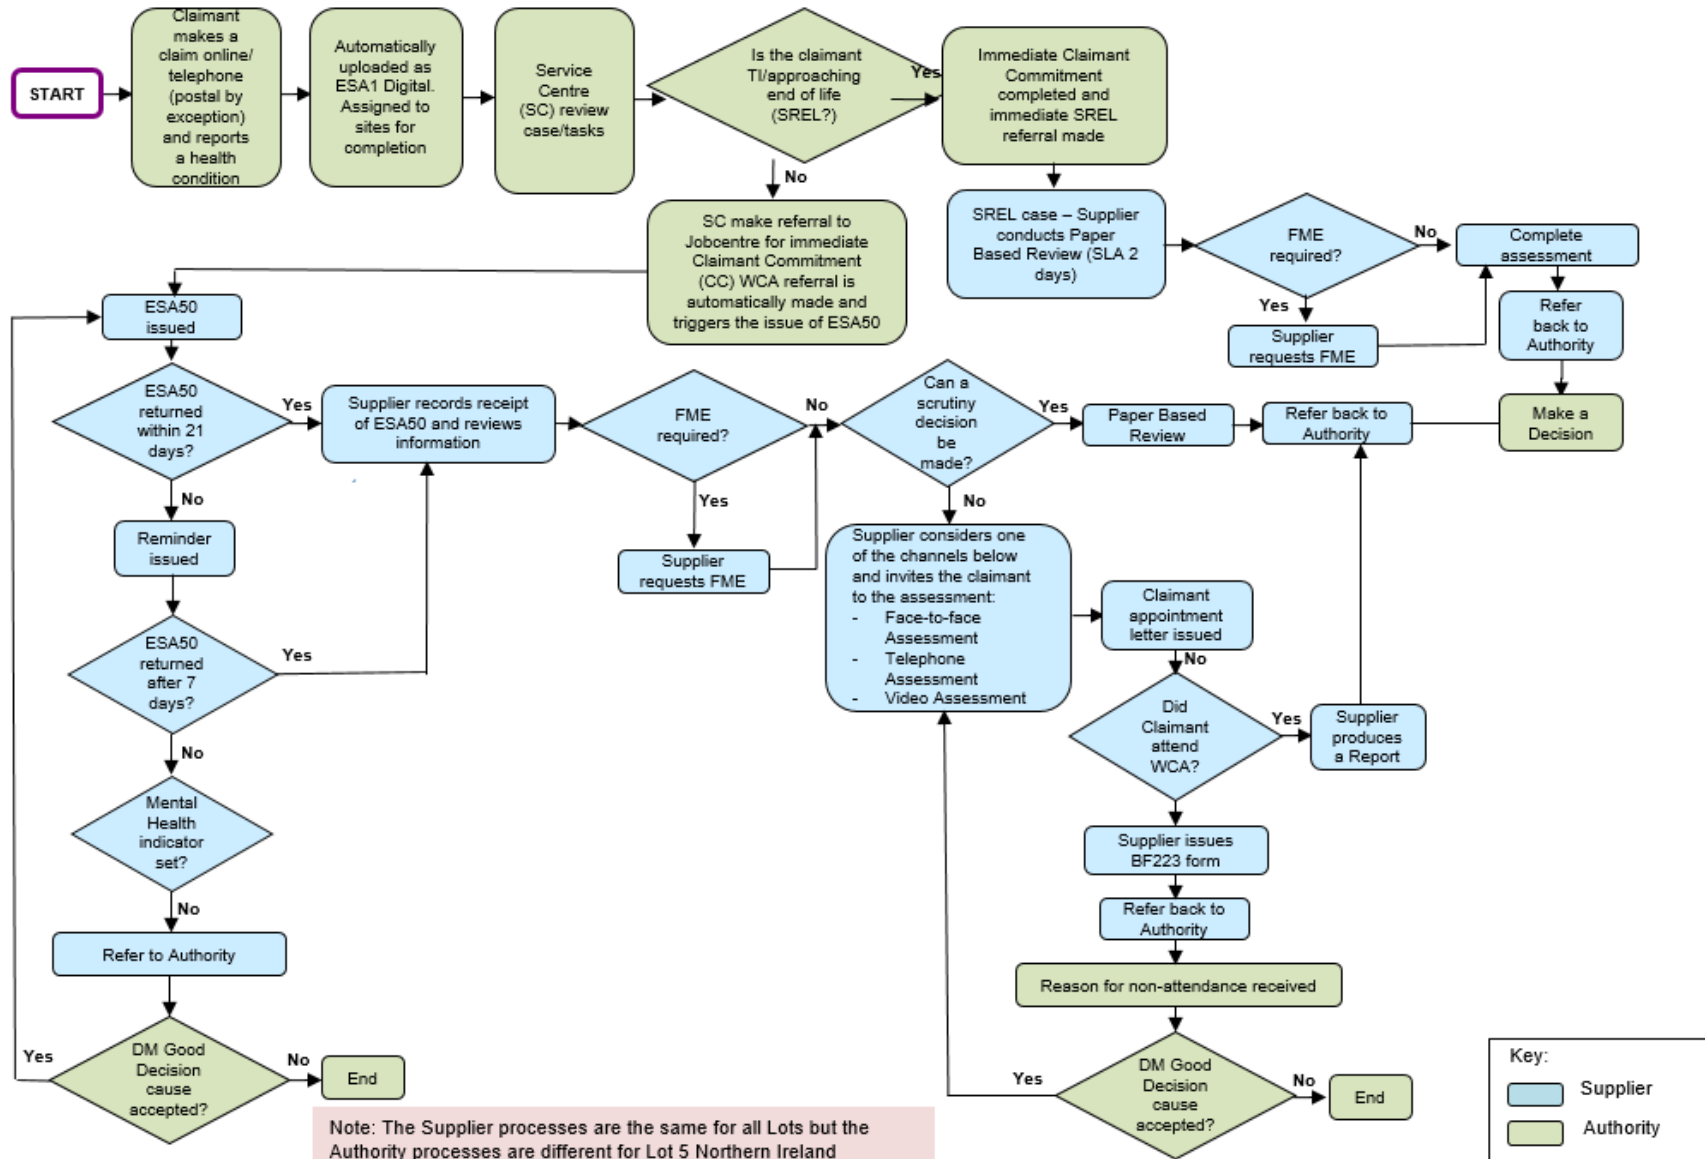 START
Claimant
makes a
claim online/
telephone
(postal by
exception)
and reports
a health
condition
Automatically
uploaded as
ESA1 Digital.
Assigned to
sites for
completion
Service
Centre
(SC) review
case/tasks
Is the claimant
TI/approaching
end of life
(SREL?)
Yes
Immediate Claimant
Commitment
completed and
immediate SREL
referral made
No
SC make referral to
Jobcentre for immediate
Claimant Commitment
(CC) WCA referral is
automatically made and
triggers the issue of ESA50
SREL case – Supplier
conducts Paper
Based Review (SLA 2
days)
FME
required?
No
Complete
assessment
Yes
Supplier
requests FME
Refer
back to
Authority
Make a
Decision
ESA50
issued
ESA50
returned
within 21
days?
Yes
Supplier records receipt
of ESA50 and reviews
information
FME
required?
No
Yes
Supplier
requests FME
Can a
scrutiny
decision
be
made?
Yes
Paper Based
Review
Refer back to
Authority
No
Reminder
issued
ESA50
returned
after 7
days?
Yes
No
Mental
Health
indicator
set?
No
Refer to Authority
DM Good
Decision
cause
accepted?
Yes
No
End
No
Supplier considers one
of the channels below
and invites the claimant
to the assessment:
- Face-to-face
Assessment
- Telephone
Assessment
- Video Assessment
Claimant
appointment
letter issued
No
Did
Claimant
attend
WCA?
Yes
Supplier
produces
a Report
Supplier issues
BF223 form
Refer back to
Authority
Reason for non-attendance received
DM Good
Decision
cause
accepted?
Yes
No
End
Note: The Supplier processes are the same for all Lots but the
Authority processes are different for Lot 5 Northern Ireland
Key:
Supplier
Authority